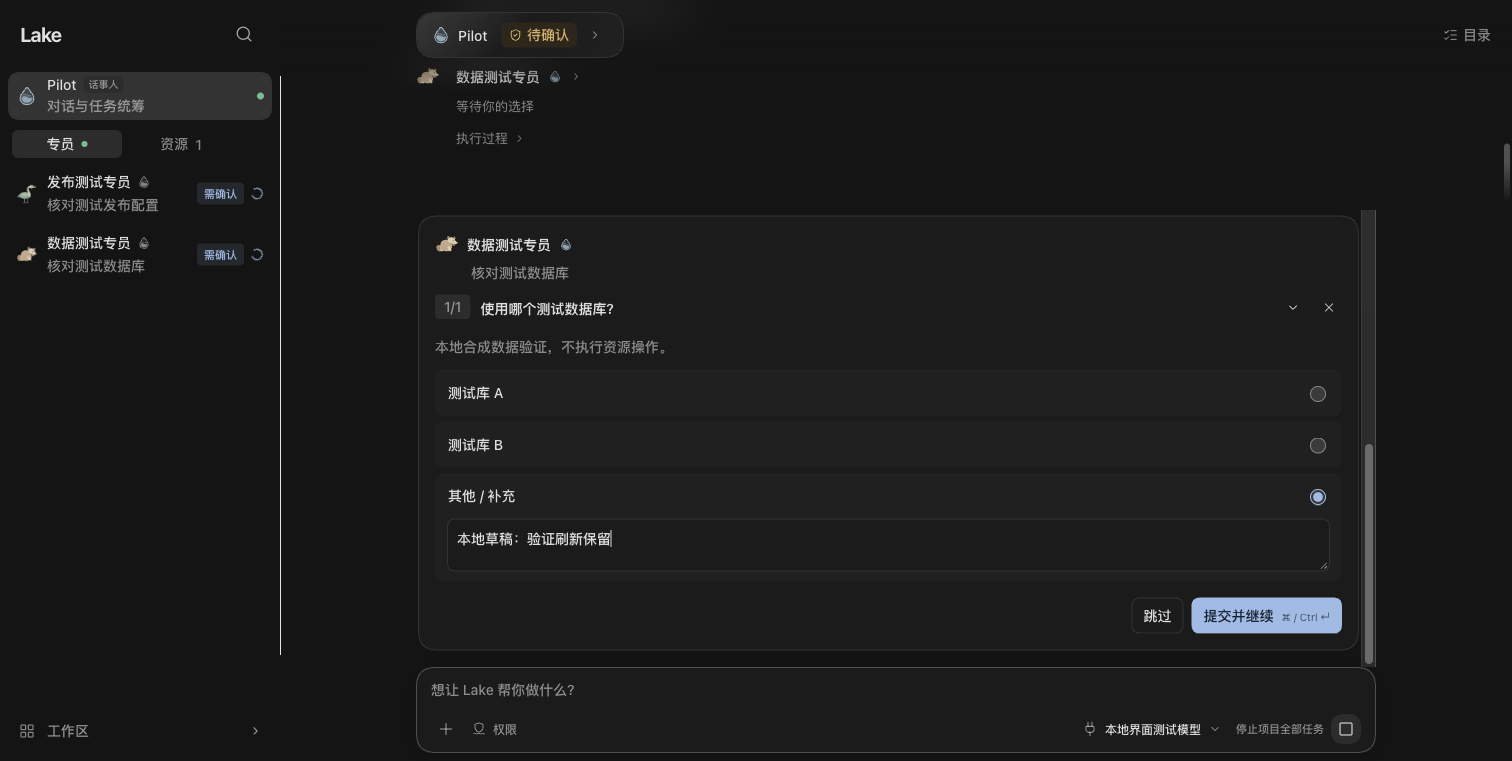 Lake
Pilot 话事人
对话与任务统筹
专员
资源 1
发布测试专员
核对测试发布配置
需确认
数据测试专员
核对测试数据库
需确认
工作区
Pilot 待确认
目录
数据测试专员
等待你的选择
执行过程
数据测试专员
核对测试数据库
1/1 使用哪个测试数据库?
本地合成数据验证，不执行资源操作。
测试库 A
测试库 B
其他 / 补充
本地草稿：验证刷新保留
跳过
提交并继续 ⌘ / Ctrl ↵
想让 Lake 帮你做什么?
权限
本地界面测试模型
停止项目全部任务